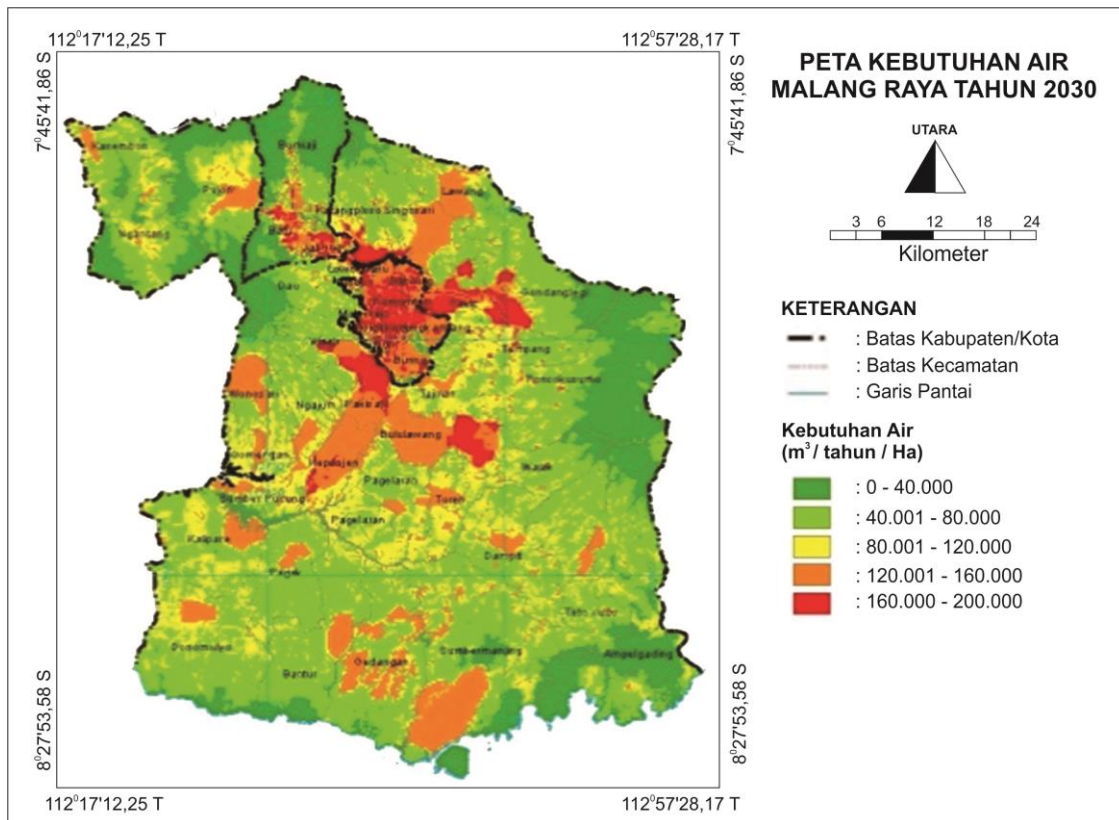 112°17'12,25 T
112°57'28,17 T
7°45'41,86 S
7°45'41,86 S
PETA KEBUTUHAN AIR
MALANG RAYA TAHUN 2030
UTARA
3 6 12 18 24
Kilometer
KETERANGAN
: Batas Kabupaten/Kota
: Batas Kecamatan
: Garis Pantai
Kebutuhan Air
(m³ / tahun / Ha)
: 0 - 40.000
: 40.001 - 80.000
: 80.001 - 120.000
: 120.001 - 160.000
: 160.000 - 200.000
Kasembon
Bumiaji
Pujon
Lawang
Singosari
Ngantang
Dau
Gondanglegi
Tumpang
Poncokusumo
Tajinan
Wonosari
Ngajum
Pakisaji
Bululawang
Kepanjen
Wajak
Sumber Pucung
Pagelaran
Turen
Pagelaran
Kalipare
Pagak
Dampit
Donomulyo
Bantur
Gedangan
Sumbermanjing
Ampelgading
8°27'53,58 S
8°27'53,58 S
112°17'12,25 T
112°57'28,17 T